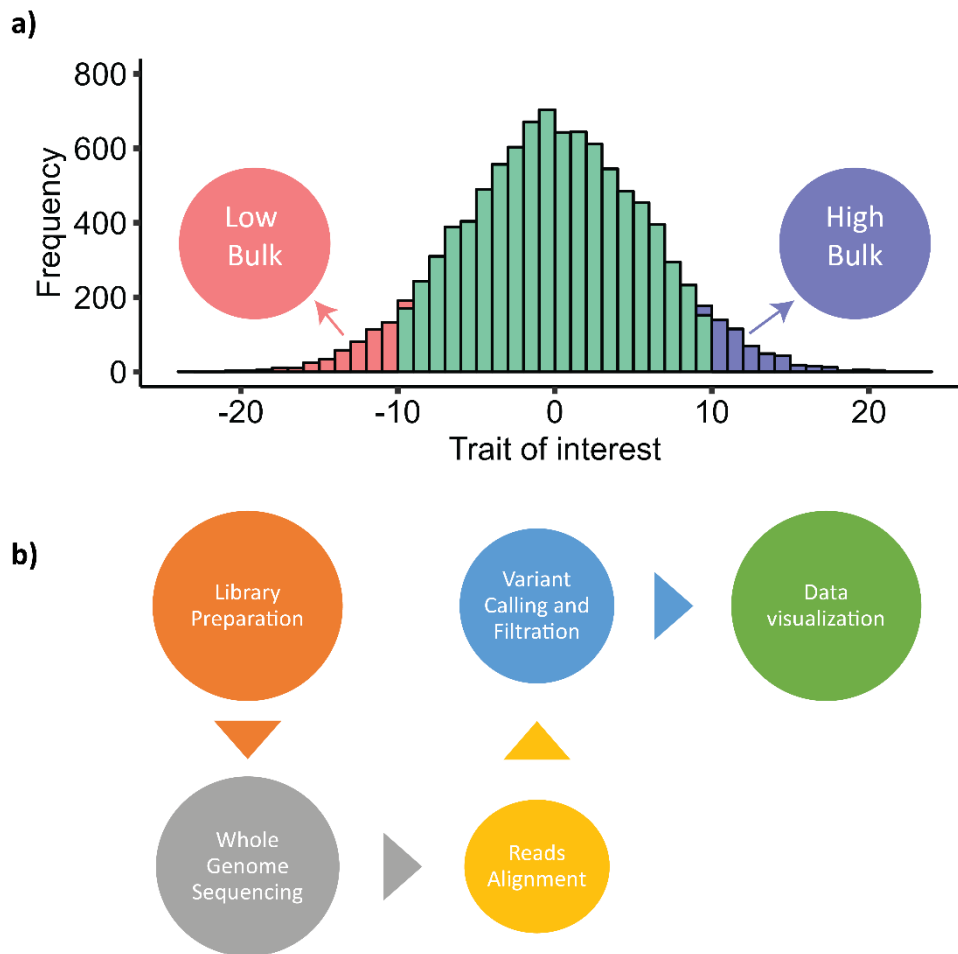 a)
800
600
400
200
0
Frequency
Low
Bulk
High
Bulk
-20
-10
0
10
20
Trait of interest
b)
Library
Preparation
Variant
Calling and
Filtration
Data
visualization
Whole
Genome
Sequencing
Reads
Alignment